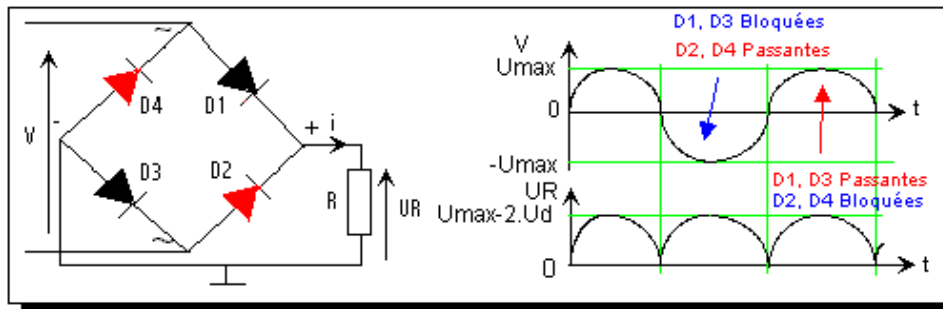 ~
V
D4
D1
-
+ i
D3
D2
R
UR
~
D1, D3 Bloquées
D2, D4 Passantes
V
Umax
0
t
-Umax
D1, D3 Passantes
D2, D4 Bloquées
UR
Umax-2.Ud
0
t